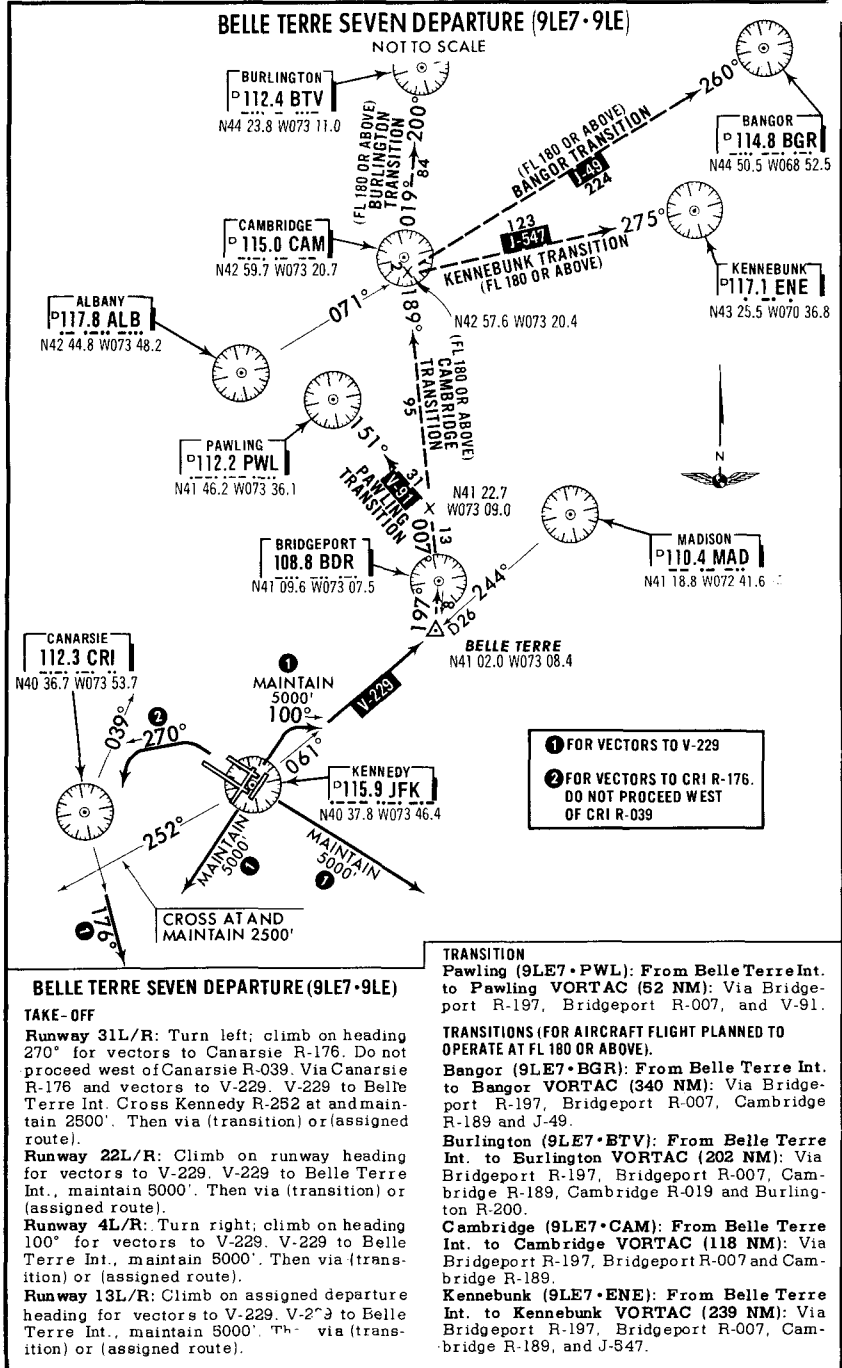 BELLE TERRE SEVEN DEPARTURE (9LE7•9LE)
NOT TO SCALE
BURLINGTON
D 112.4 BTV
N44 23.8 W073 11.0
200°
(FL 180 OR ABOVE)
BURLINGTON
TRANSITION
019°
84
260°
BANGOR
D 114.8 BGR
N44 50.5 W068 52.5
(FL 180 OR ABOVE)
BANGOR TRANSITION
J-49
224
CAMBRIDGE
D 115.0 CAM
N42 59.7 W073 20.7
123
J-547
275°
KENNEBUNK TRANSITION
(FL 180 OR ABOVE)
KENNEBUNK
D 117.1 ENE
N43 25.5 W070 36.8
2
N42 57.6 W073 20.4
189°
ALBANY
D 117.8 ALB
N42 44.8 W073 48.2
071°
(FL 180 OR ABOVE)
CAMBRIDGE
TRANSITION
95
PAWLING
D 112.2 PWL
N41 46.2 W073 36.1
151°
31
V-91
PAWLING
TRANSITION
N
N41 22.7
W073 09.0
13
007°
MADISON
D 110.4 MAD
N41 18.8 W072 41.6
BRIDGEPORT
108.8 BDR
N41 09.6 W073 07.5
244°
197°
8
D26
BELLE TERRE
N41 02.0 W073 08.4
CANARSIE
112.3 CRI
N40 36.7 W073 53.7
1
MAINTAIN
5000'
100°
V-229
039°
2
270°
061°
KENNEDY
D 115.9 JFK
N40 37.8 W073 46.4
1 FOR VECTORS TO V-229
2 FOR VECTORS TO CRI R-176.
DO NOT PROCEED WEST
OF CRI R-039
252°
MAINTAIN
5000'
1
MAINTAIN
5000'
1
CROSS AT AND
MAINTAIN 2500'
1
176°
BELLE TERRE SEVEN DEPARTURE (9LE7•9LE)
TAKE-OFF
Runway 31L/R: Turn left; climb on heading
270° for vectors to Canarsie R-176. Do not
proceed west of Canarsie R-039. Via Canarsie
R-176 and vectors to V-229. V-229 to Belle
Terre Int. Cross Kennedy R-252 at and main-
tain 2500'. Then via (transition) or (assigned
route).
Runway 22L/R: Climb on runway heading
for vectors to V-229. V-229 to Belle Terre
Int., maintain 5000'. Then via (transition) or
(assigned route).
Runway 4L/R: Turn right; climb on heading
100° for vectors to V-229. V-229 to Belle
Terre Int., maintain 5000'. Then via (trans-
ition) or (assigned route).
Runway 13L/R: Climb on assigned departure
heading for vectors to V-229. to Belle
Terre Int., maintain 5000'. via (trans-
ition) or (assigned route).
TRANSITION
Pawling (9LE7•PWL): From Belle Terre Int.
to Pawling VORTAC (52 NM): Via Bridge-
port R-197, Bridgeport R-007, and V-91.
TRANSITIONS (FOR AIRCRAFT FLIGHT PLANNED TO
OPERATE AT FL 180 OR ABOVE).
Bangor (9LE7•BGR): From Belle Terre Int.
to Bangor VORTAC (340 NM): Via Bridge-
port R-197, Bridgeport R-007, Cambridge
R-189 and J-49.
Burlington (9LE7•BTV): From Belle Terre
Int. to Burlington VORTAC (202 NM): Via
Bridgeport R-197, Bridgeport R-007, Cam-
bridge R-189, Cambridge R-019 and Burling-
ton R-200.
Cambridge (9LE7•CAM): From Belle Terre
Int. to Cambridge VORTAC (118 NM): Via
Bridgeport R-197, Bridgeport R-007 and Cam-
bridge R-189.
Kennebunk (9LE7•ENE): From Belle Terre
Int. to Kennebunk VORTAC (239 NM): Via
Bridgeport R-197, Bridgeport R-007, Cam-
bridge R-189, and J-547.